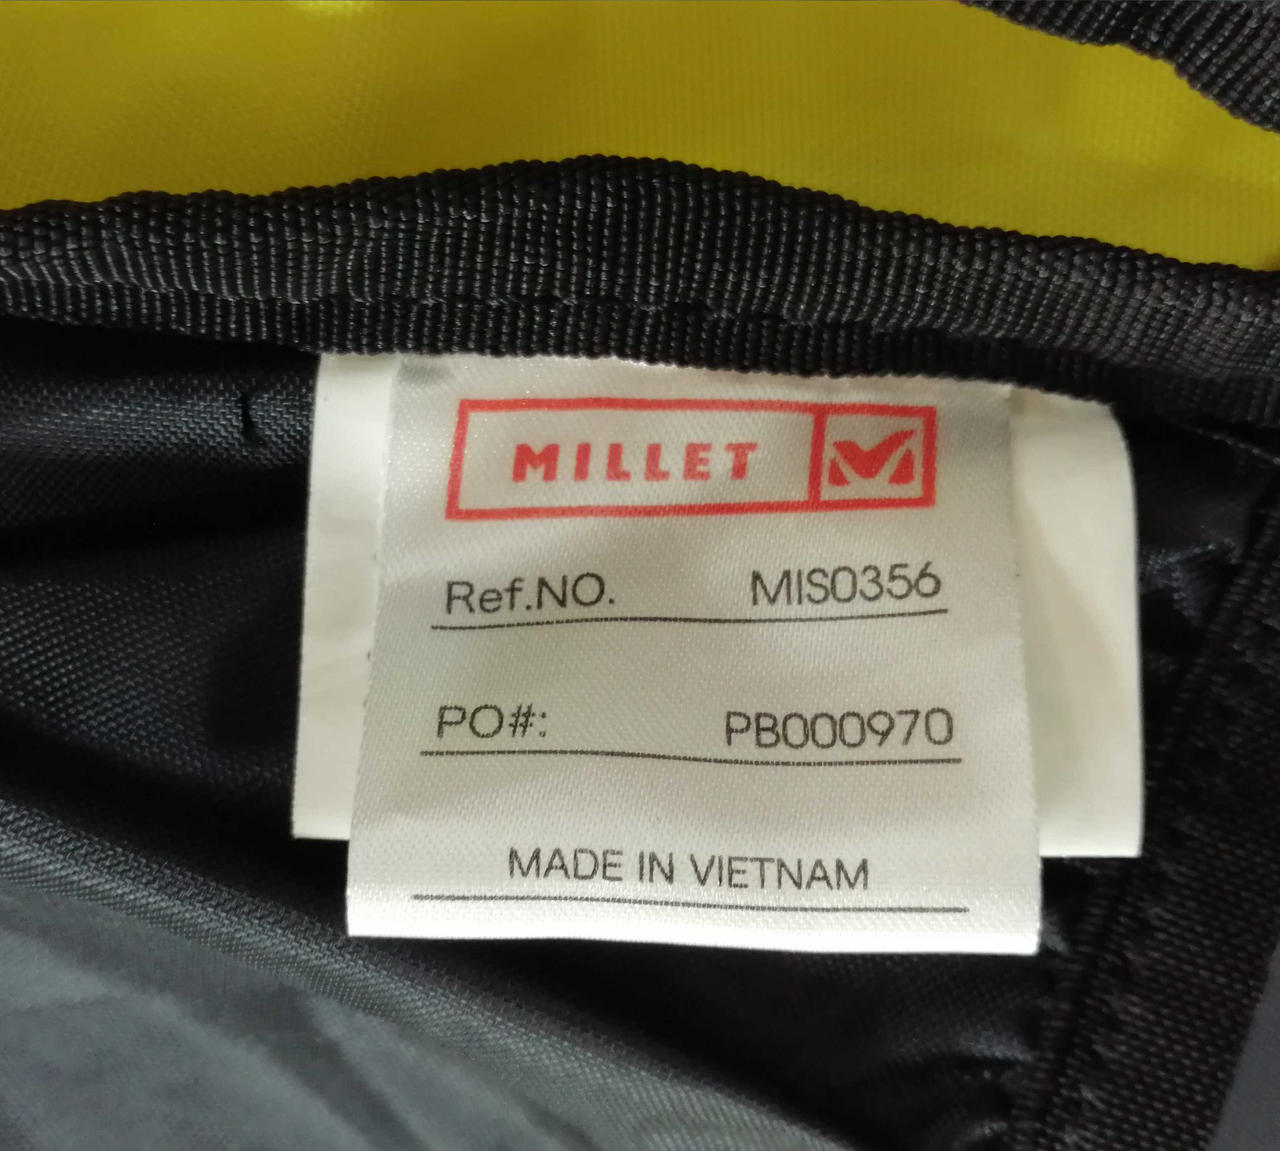 MILLET
Ref.NO. MIS0356
PO#: PB000970
MADE IN VIETNAM